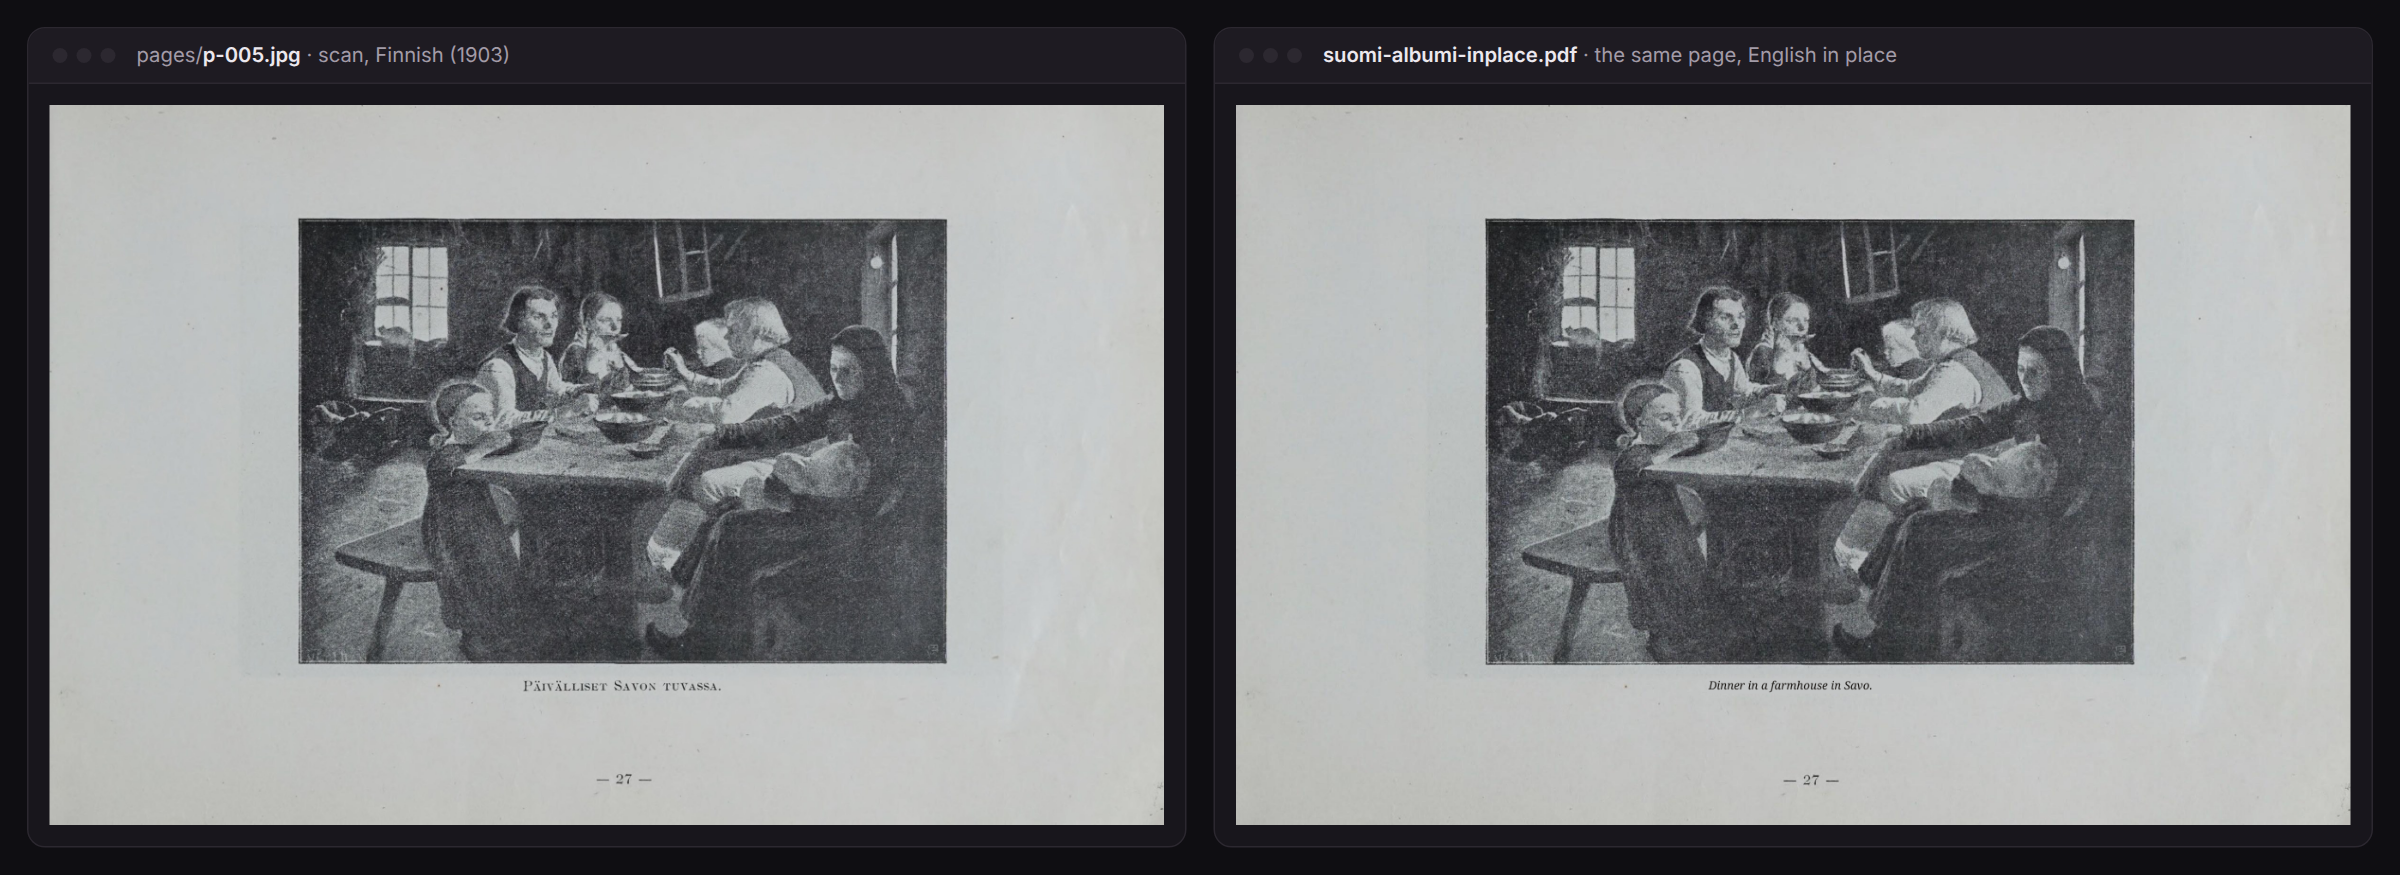 pages/p-005.jpg · scan, Finnish (1903)
PÄIVÄLLISET SAVON TUVASSA.
— 27 —
suomi-albumi-inplace.pdf · the same page, English in place
Dinner in a farmhouse in Savo.
— 27 —